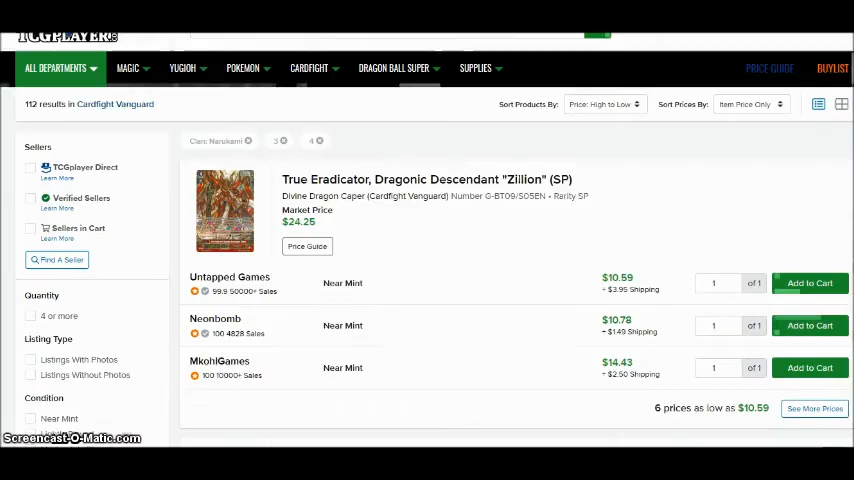 TCGPLAYER
ALL DEPARTMENTS MAGIC YUGIOH POKEMON CARDFIGHT DRAGON BALL SUPER SUPPLIES PRICE GUIDE BUYLIST
112 results in Cardfight Vanguard Sort Products By: Price: High to Low Sort Prices By: Item Price Only
Clan: Narukami 3 4
Sellers
TCGplayer Direct
Learn More
Verified Sellers
Learn More
Sellers in Cart
Learn More
Find A Seller
Quantity
4 or more
Listing Type
Listings With Photos
Listings Without Photos
Condition
Near Mint
True Eradicator, Dragonic Descendant "Zillion" (SP)
Divine Dragon Caper (Cardfight Vanguard) Number G-BT09/S05EN • Rarity SP
Market Price
$24.25
Price Guide
Untapped Games
99.9 50000+ Sales
Near Mint
$10.59
+ $3.95 Shipping
1 of 1 Add to Cart
Neonbomb
100 4828 Sales
Near Mint
$10.78
+ $1.49 Shipping
1 of 1 Add to Cart
MkohlGames
100 10000+ Sales
Near Mint
$14.43
+ $2.50 Shipping
1 of 1 Add to Cart
6 prices as low as $10.59 See More Prices
Screencast-O-Matic.com